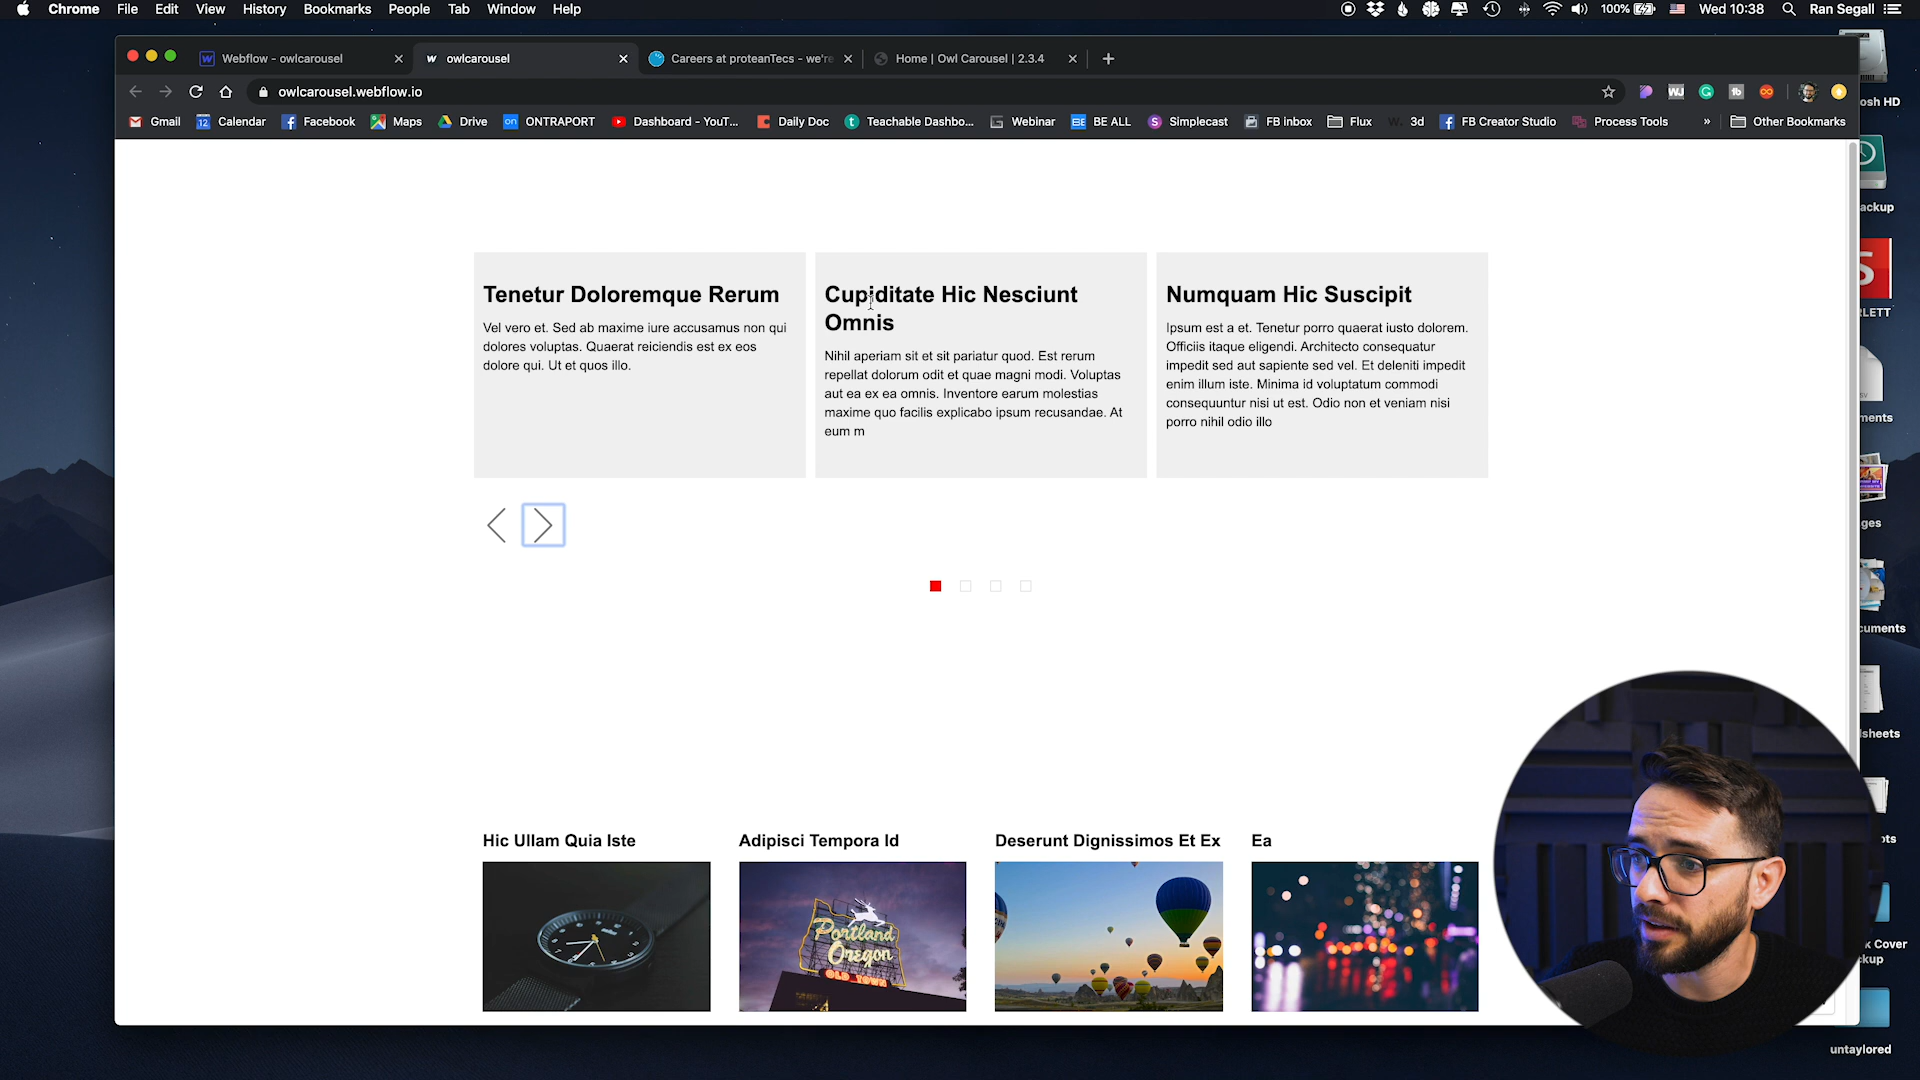 Chrome File Edit View History Bookmarks People Tab Window Help
100% Wed 10:38 Ran Segall
Webflow - owlcarousel
owlcarousel
Careers at proteanTecs - we're
Home | Owl Carousel | 2.3.4
owlcarousel.webflow.io
Gmail Calendar Facebook Maps Drive ONTRAPORT Dashboard - YouT... Daily Doc Teachable Dashbo... Webinar BE ALL Simplecast FB inbox Flux 3d FB Creator Studio Process Tools » Other Bookmarks
Tenetur Doloremque Rerum
Vel vero et. Sed ab maxime iure accusamus non qui
dolores voluptas. Quaerat reiciendis est ex eos
dolore qui. Ut et quos illo.
Cupiditate Hic Nesciunt
Omnis
Nihil aperiam sit et sit pariatur quod. Est rerum
repellat dolorum odit et quae magni modi. Voluptas
aut ea ex ea omnis. Inventore earum molestias
maxime quo facilis explicabo ipsum recusandae. At
eum m
Numquam Hic Suscipit
Ipsum est a et. Tenetur porro quaerat iusto dolorem.
Officiis itaque eligendi. Architecto consequatur
impedit sed aut sapiente sed vel. Et deleniti impedit
enim illum iste. Minima id voluptatum commodi
consequuntur nisi ut est. Odio non et veniam nisi
porro nihil odio illo
Hic Ullam Quia Iste
Adipisci Tempora Id
Deserunt Dignissimos Et Ex
Ea
Portland
Oregon
OLD TOWN
osh HD
ackup
LETT
ments
ges
cuments
dsheets
ots
k Cover
ckup
untaylored